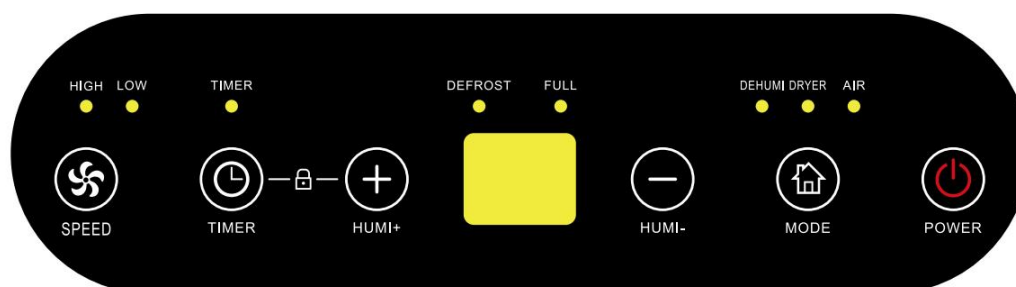 HIGH LOW TIMER DEFROST FULL DEHUMI DRYER AIR
SPEED TIMER HUMI+ HUMI- MODE POWER